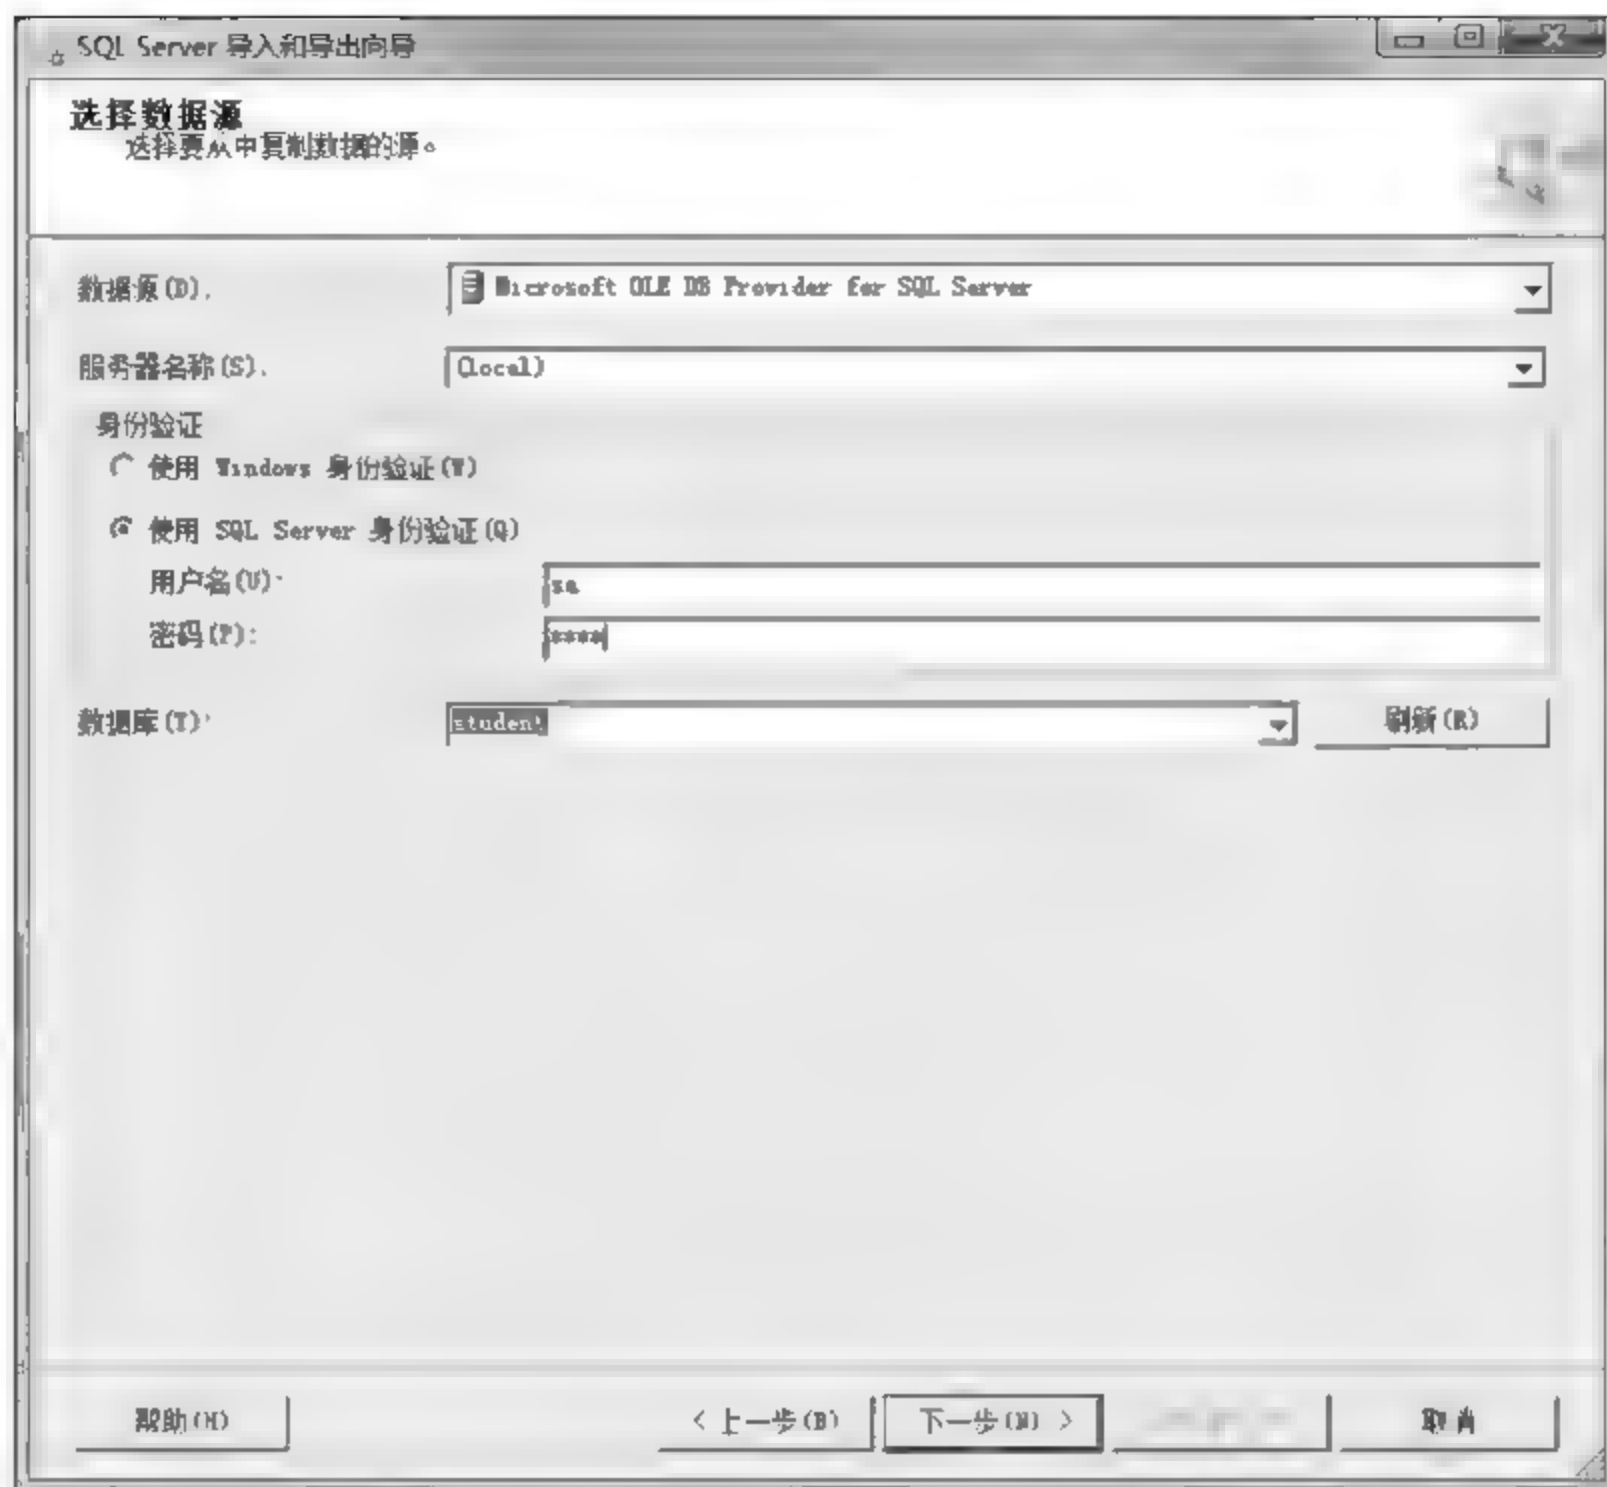 SQL Server 导入和导出向导
选择数据源
选择要从中复制数据的源。
数据源(D):
Microsoft OLE DB Provider for SQL Server
服务器名称(S):
(local)
身份验证
使用 Windows 身份验证(W)
使用 SQL Server 身份验证(Q)
用户名(U):
sa
密码(P):
****
数据库(T):
student
刷新(R)
帮助(H)
< 上一步(B)
下一步(N) >
取消